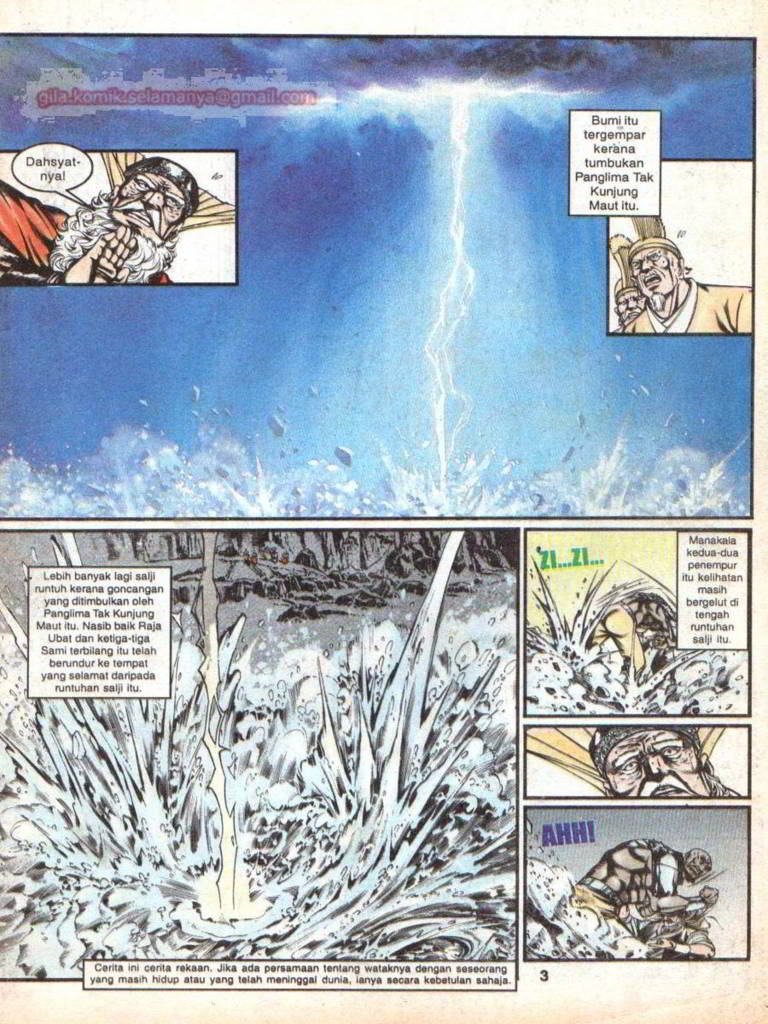 gila.komik.selamanya@gmail.com
Dahsyat-
nya!
Bumi itu
tergempar
kerana
tumbukan
Panglima Tak
Kunjung
Maut itu.
Lebih banyak lagi salji
runtuh kerana goncangan
yang ditimbulkan oleh
Panglima Tak Kunjung
Maut itu. Nasib baik Raja
Ubat dan ketiga-tiga
Sami terbilang itu telah
berundur ke tempat
yang selamat daripada
runtuhan salji itu.
ZI...ZI...
Manakala
kedua-dua
penempur
itu kelihatan
masih
bergelut di
tengah
runtuhan
salji itu.
AHH!
Cerita ini cerita rekaan. Jika ada persamaan tentang wataknya dengan seseorang
yang masih hidup atau yang telah meninggal dunia, ianya secara kebetulan sahaja.
3